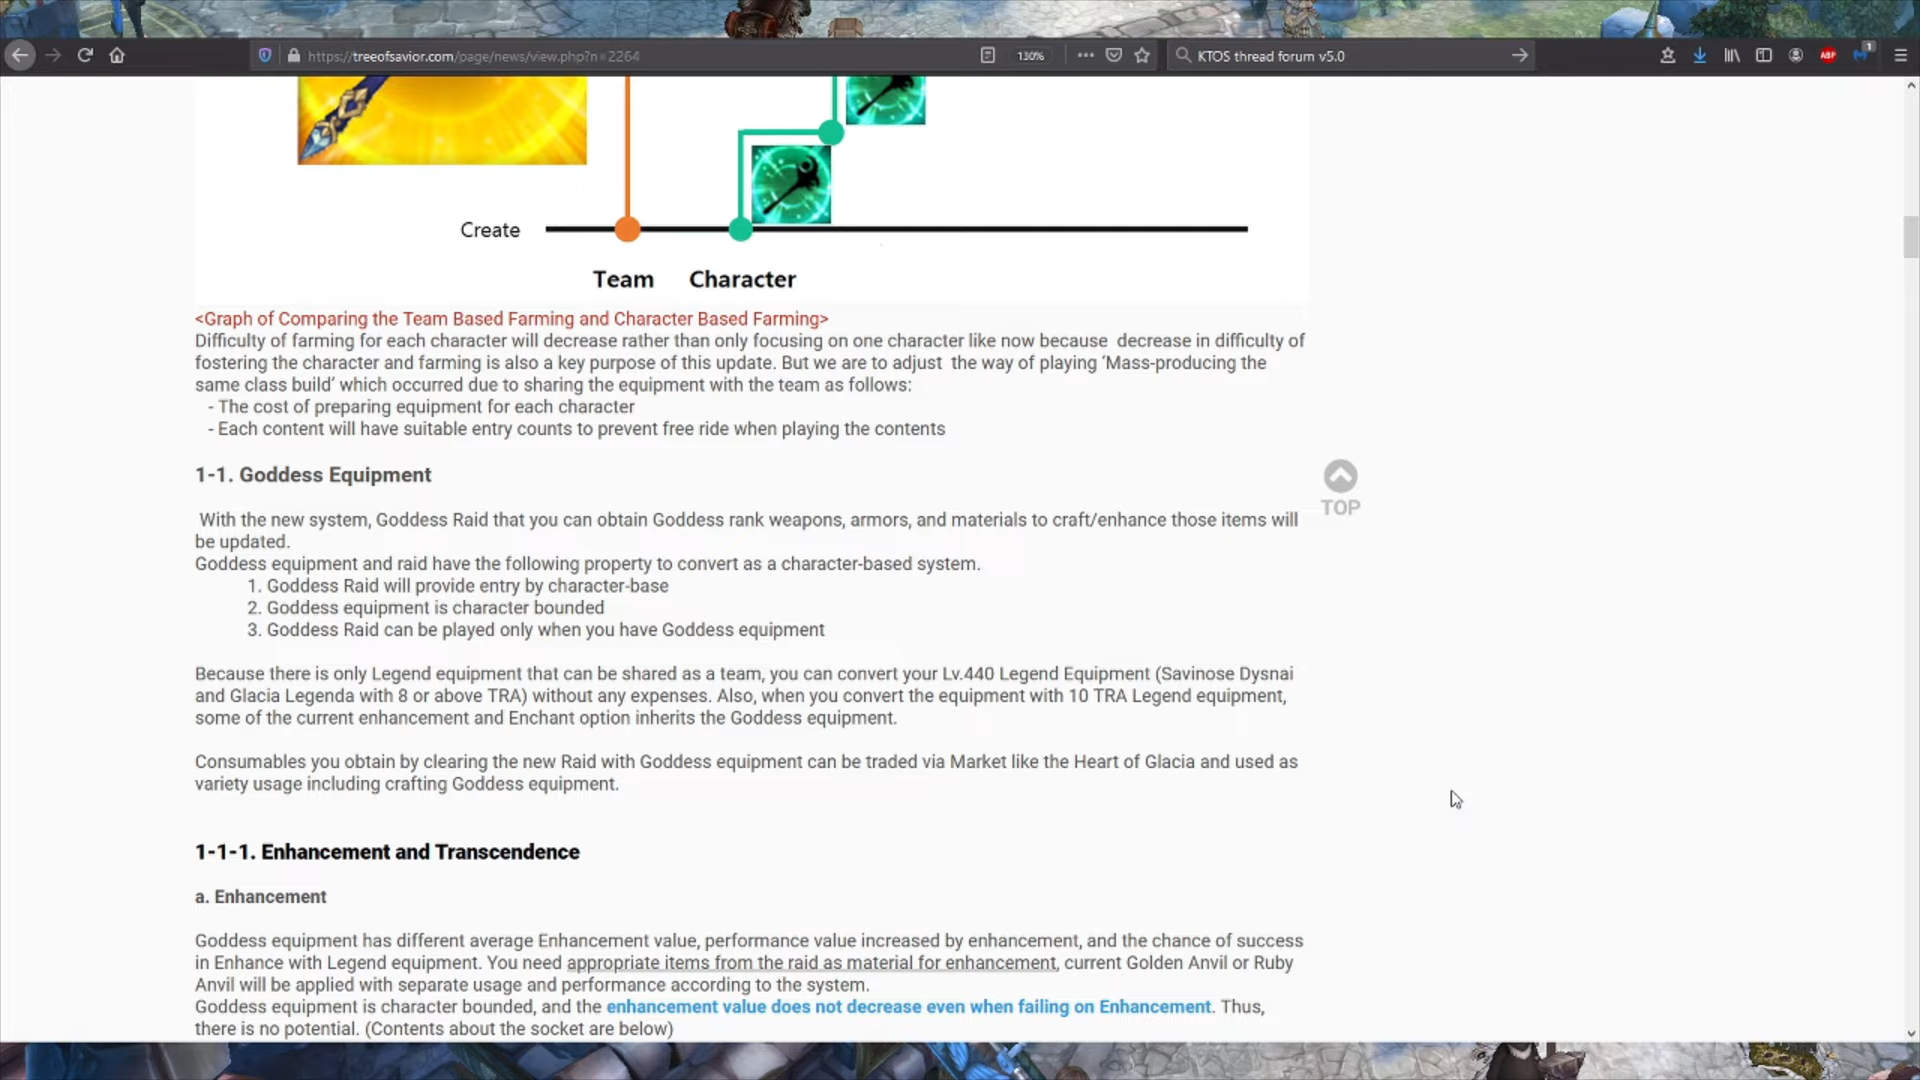 https://treeofsavior.com/page/news/view.php?n=2264
130%
KTOS thread forum v5.0
ABP
1
Create
Team Character
<Graph of Comparing the Team Based Farming and Character Based Farming>
Difficulty of farming for each character will decrease rather than only focusing on one character like now because  decrease in difficulty of
fostering the character and farming is also a key purpose of this update. But we are to adjust  the way of playing ‘Mass-producing the
same class build’ which occurred due to sharing the equipment with the team as follows:
- The cost of preparing equipment for each character
- Each content will have suitable entry counts to prevent free ride when playing the contents
1-1. Goddess Equipment
TOP
With the new system, Goddess Raid that you can obtain Goddess rank weapons, armors, and materials to craft/enhance those items will
be updated.
Goddess equipment and raid have the following property to convert as a character-based system.
1. Goddess Raid will provide entry by character-base
2. Goddess equipment is character bounded
3. Goddess Raid can be played only when you have Goddess equipment
Because there is only Legend equipment that can be shared as a team, you can convert your Lv.440 Legend Equipment (Savinose Dysnai
and Glacia Legenda with 8 or above TRA) without any expenses. Also, when you convert the equipment with 10 TRA Legend equipment,
some of the current enhancement and Enchant option inherits the Goddess equipment.
Consumables you obtain by clearing the new Raid with Goddess equipment can be traded via Market like the Heart of Glacia and used as
variety usage including crafting Goddess equipment.
1-1-1. Enhancement and Transcendence
a. Enhancement
Goddess equipment has different average Enhancement value, performance value increased by enhancement, and the chance of success
in Enhance with Legend equipment. You need appropriate items from the raid as material for enhancement, current Golden Anvil or Ruby
Anvil will be applied with separate usage and performance according to the system.
Goddess equipment is character bounded, and the enhancement value does not decrease even when failing on Enhancement. Thus,
there is no potential. (Contents about the socket are below)